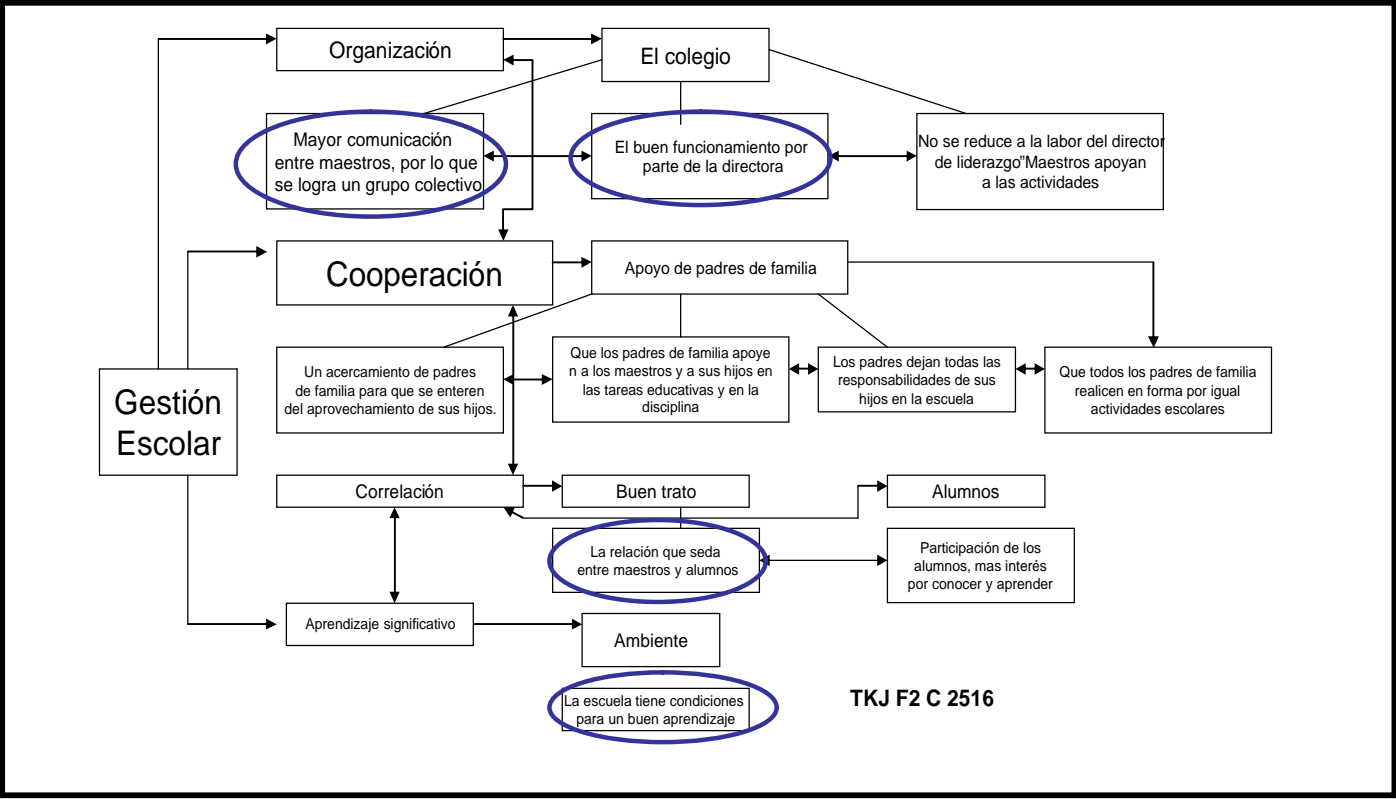 Organización
El colegio
Mayor comunicación
entre maestros, por lo que
se logra un grupo colectivo
El buen funcionamiento por
parte de la directora
No se reduce a la labor del director
de liderazgo”Maestros apoyan
a las actividades
Cooperación
Apoyo de padres de familia
Un acercamiento de padres
de familia para que se enteren
del aprovechamiento de sus hijos.
Que los padres de familia apoye
n a los maestros y a sus hijos en
las tareas educativas y en la
disciplina
Los padres dejan todas las
responsabilidades de sus
hijos en la escuela
Que todos los padres de familia
realicen en forma por igual
actividades escolares
Gestión
Escolar
Correlación
Buen trato
Alumnos
La relación que seda
entre maestros y alumnos
Participación de los
alumnos, mas interés
por conocer y aprender
Aprendizaje significativo
Ambiente
La escuela tiene condiciones
para un buen aprendizaje
TKJ F2 C 2516